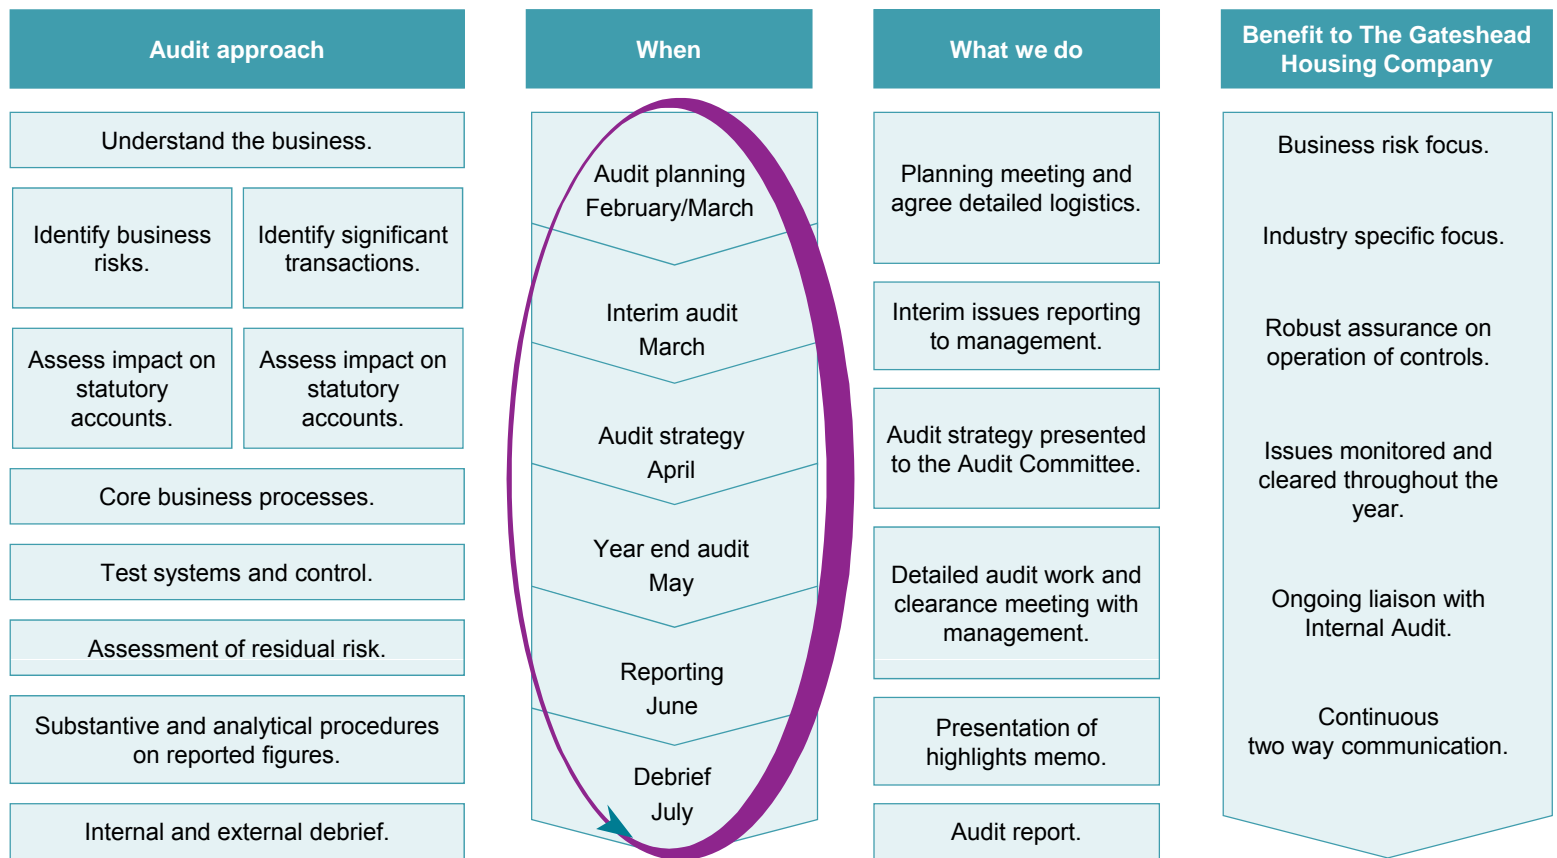 Audit approach
When
What we do
Benefit to The Gateshead
Housing Company
Understand the business.
Identify business
risks.
Identify significant
transactions.
Assess impact on
statutory
accounts.
Assess impact on
statutory
accounts.
Core business processes.
Test systems and control.
Assessment of residual risk.
Substantive and analytical procedures
on reported figures.
Internal and external debrief.
Audit planning
February/March
Interim audit
March
Audit strategy
April
Year end audit
May
Reporting
June
Debrief
July
Planning meeting and
agree detailed logistics.
Interim issues reporting
to management.
Audit strategy presented
to the Audit Committee.
Detailed audit work and
clearance meeting with
management.
Presentation of
highlights memo.
Audit report.
Business risk focus.
Industry specific focus.
Robust assurance on
operation of controls.
Issues monitored and
cleared throughout the
year.
Ongoing liaison with
Internal Audit.
Continuous
two way communication.